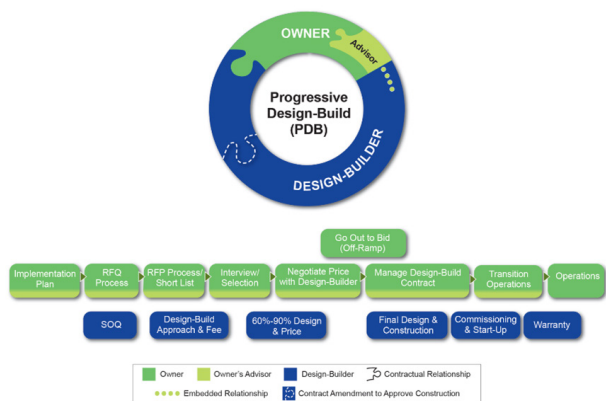 OWNER
Advisor
Progressive
Design-Build
(PDB)
DESIGN-BUILDER
Go Out to Bid
(Off-Ramp)
Implementation
Plan
RFQ
Process
RFP Process/
Short List
Interview/
Selection
Negotiate Price
with Design-Builder
Manage Design-Build
Contract
Transition
Operations
Operations
SOQ
Design-Build
Approach & Fee
60%-90% Design
& Price
Final Design &
Construction
Commissioning
& Start-Up
Warranty
Owner
Owner's Advisor
Design-Builder
Contractual Relationship
Embedded Relationship
Contract Amendment to Approve Construction